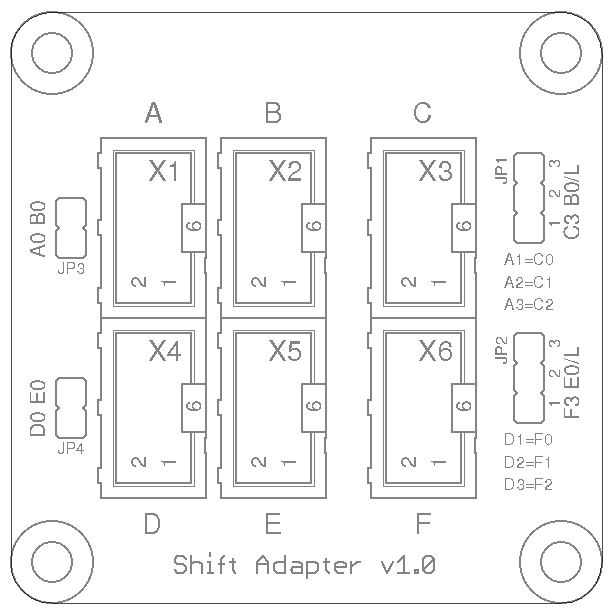 A B C
X1 X2 X3
JP1
1 2 3
C3 B0/L
A0 B0
JP3
6 6 6
2 1 2 1 2 1
A1=C0
A2=C1
A3=C2
X4 X5 X6
JP2
1 2 3
F3 E0/L
D0 E0
JP4
6 6 6
2 1 2 1 2 1
D1=F0
D2=F1
D3=F2
D E F
Shift Adapter v1.0